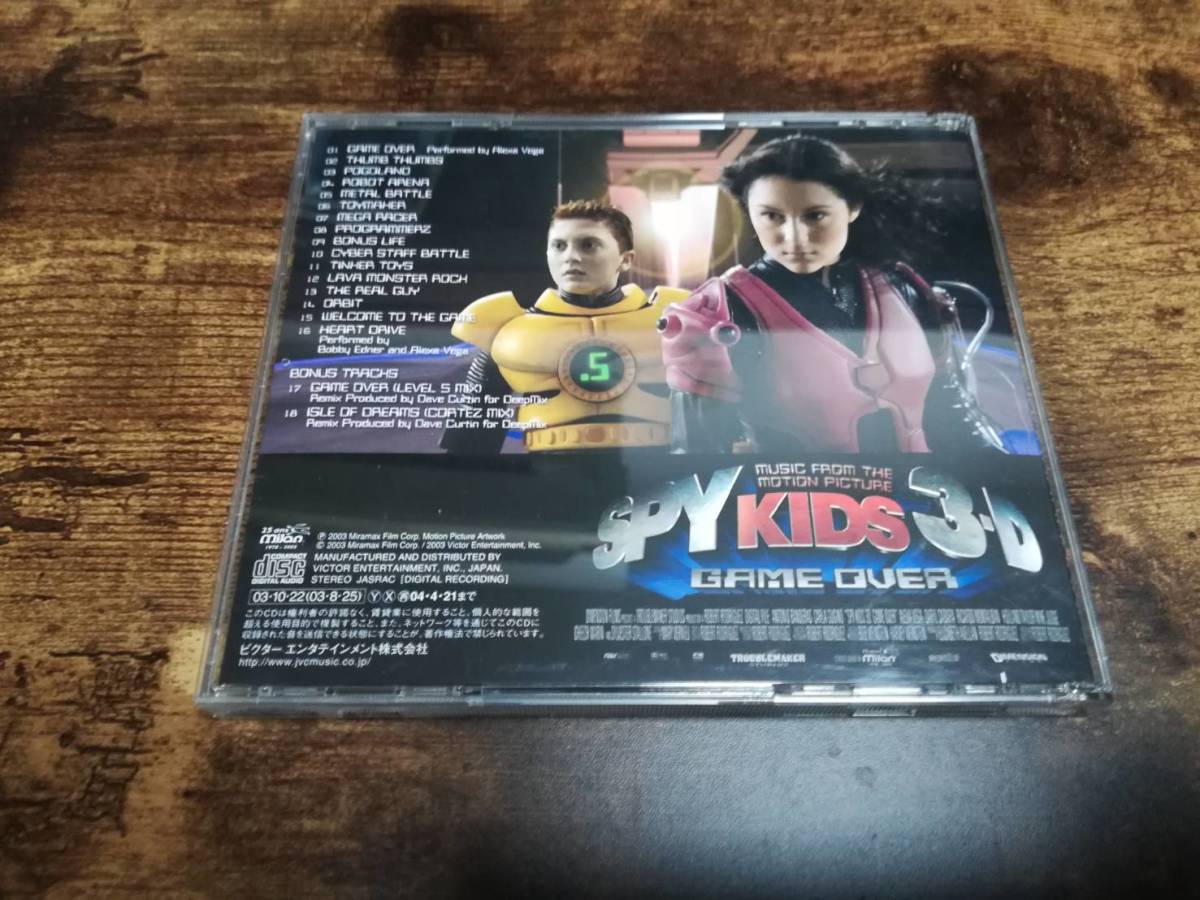 01 GAME OVER Performed by Alexa Vega
02 THUMB THUMBS
03 POGOLAND
04 ROBOT ARENA
05 METAL BATTLE
06 TOYMAKER
07 MEGA RACER
08 PROGRAMMERZ
09 BONUS LIFE
10 CYBER STAFF BATTLE
11 TINKER TOYS
12 LAVA MONSTER ROCK
13 THE REAL GUY
14 ORBIT
15 WELCOME TO THE GAME
16 HEART DRIVE
Performed by
Bobby Edner and Alexa Vega
BONUS TRACKS
17 GAME OVER (LEVEL 5 MIX)
Remix Produced by Dave Curtin for DeepMix
18 ISLE OF DREAMS (CORTEZ MIX)
Remix Produced by Dave Curtin for DeepMix
.5
MUSIC FROM THE
MOTION PICTURE
SPY KIDS 3-D
GAME OVER
25 ans
milan
1978 - 2003
COMPACT
disc
DIGITAL AUDIO
Ⓟ 2003 Miramax Film Corp. Motion Picture Artwork
© 2003 Miramax Film Corp. / 2003 Victor Entertainment, Inc.
MANUFACTURED AND DISTRIBUTED BY
VICTOR ENTERTAINMENT, INC., JAPAN.
STEREO JASRAC [DIGITAL RECORDING]
03・10・22(03・8・25) Ⓨ Ⓧ ㋶04・4・21まで
このCDは権利者の許諾なく、賃貸業に使用すること、個人的な範囲を
超える使用目的で複製すること、また、ネットワーク等を通じてこのCDに
収録された音を送信できる状態にすることが、著作権法で禁じられています。
ビクター エンタテインメント株式会社
http://www.jvcmusic.co.jp/
TROUBLEMAKER
STUDIOS
milan
DIMENSION